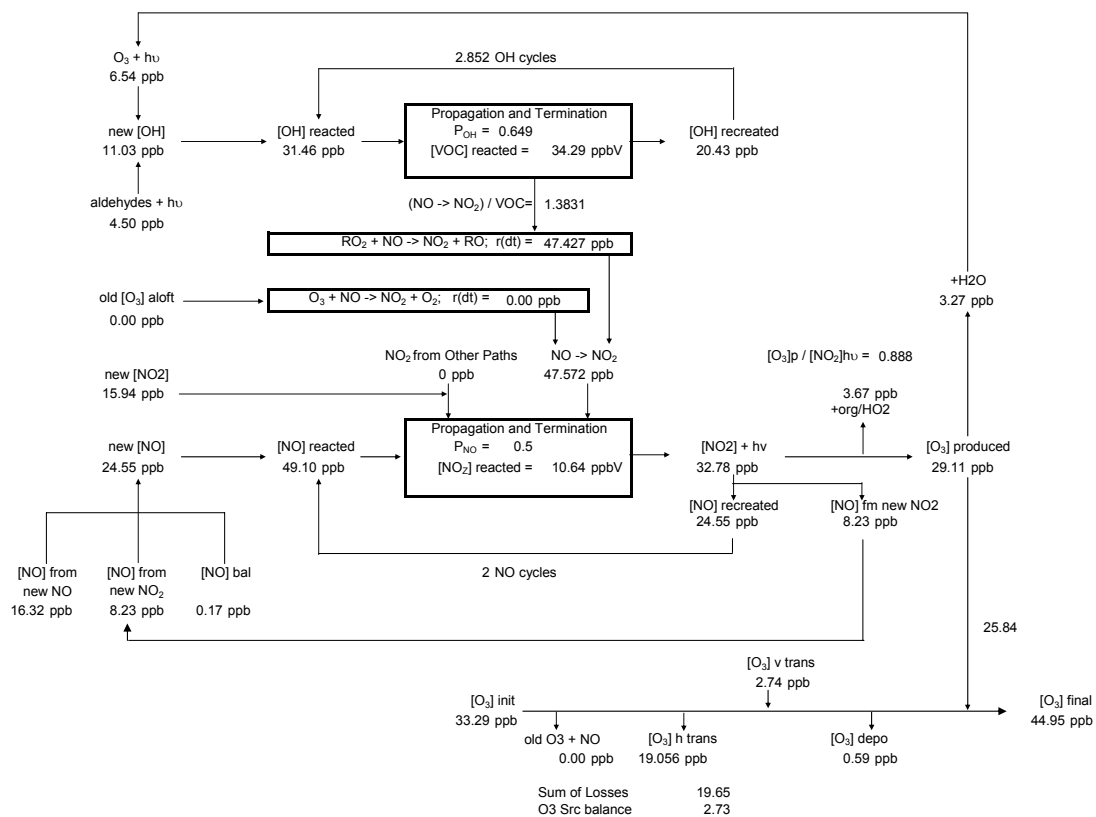 O₃ + hυ
6.54 ppb
2.852 OH cycles
new [OH]
11.03 ppb
[OH] reacted
31.46 ppb
Propagation and Termination
P_OH = 0.649
[VOC] reacted = 34.29 ppbV
[OH] recreated
20.43 ppb
aldehydes + hυ
4.50 ppb
(NO -> NO₂) / VOC= 1.3831
RO₂ + NO -> NO₂ + RO; r(dt) = 47.427 ppb
old [O₃] aloft
0.00 ppb
O₃ + NO -> NO₂ + O₂; r(dt) = 0.00 ppb
+H2O
3.27 ppb
NO₂ from Other Paths
0 ppb
NO -> NO₂
47.572 ppb
[O₃]p / [NO₂]hυ = 0.888
new [NO2]
15.94 ppb
3.67 ppb
+org/HO2
new [NO]
24.55 ppb
[NO] reacted
49.10 ppb
Propagation and Termination
P_NO = 0.5
[NO_Z] reacted = 10.64 ppbV
[NO2] + hv
32.78 ppb
[O₃] produced
29.11 ppb
[NO] recreated
24.55 ppb
[NO] fm new NO2
8.23 ppb
2 NO cycles
[NO] from
new NO
16.32 ppb
[NO] from
new NO₂
8.23 ppb
[NO] bal
0.17 ppb
25.84
[O₃] v trans
2.74 ppb
[O₃] init
33.29 ppb
[O₃] final
44.95 ppb
old O3 + NO
0.00 ppb
[O₃] h trans
19.056 ppb
[O₃] depo
0.59 ppb
Sum of Losses 19.65
O3 Src balance 2.73